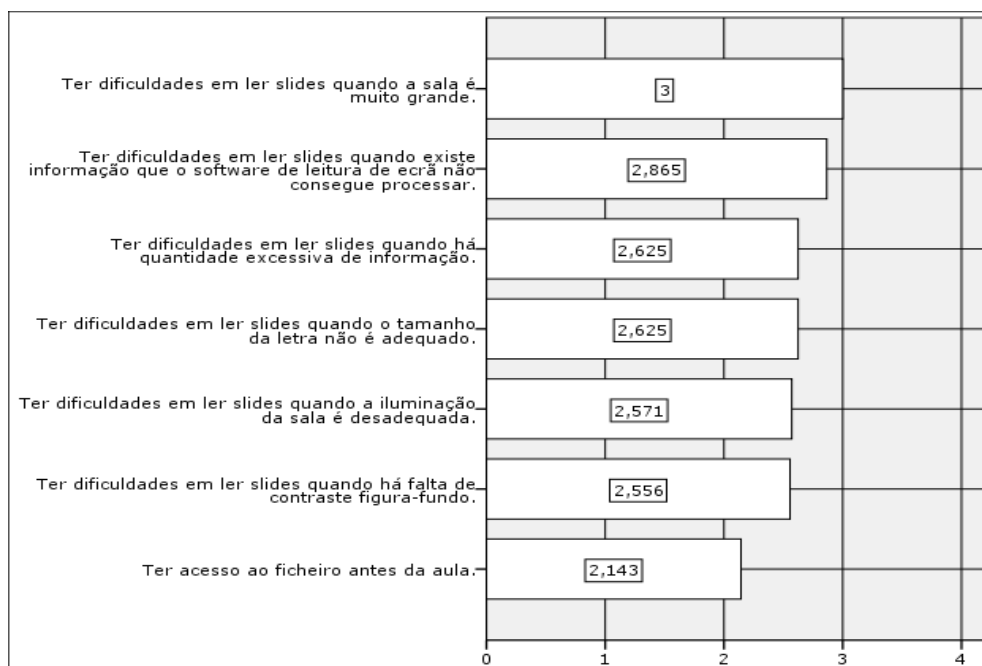 Ter dificuldades em ler slides quando a sala é
muito grande.
3
Ter dificuldades em ler slides quando existe
informação que o software de leitura de ecrã não
consegue processar.
2,865
Ter dificuldades em ler slides quando há
quantidade excessiva de informação.
2,625
Ter dificuldades em ler slides quando o tamanho
da letra não é adequado.
2,625
Ter dificuldades em ler slides quando a iluminação
da sala é desadequada.
2,571
Ter dificuldades em ler slides quando há falta de
contraste figura-fundo.
2,556
Ter acesso ao ficheiro antes da aula.
2,143
0 1 2 3 4